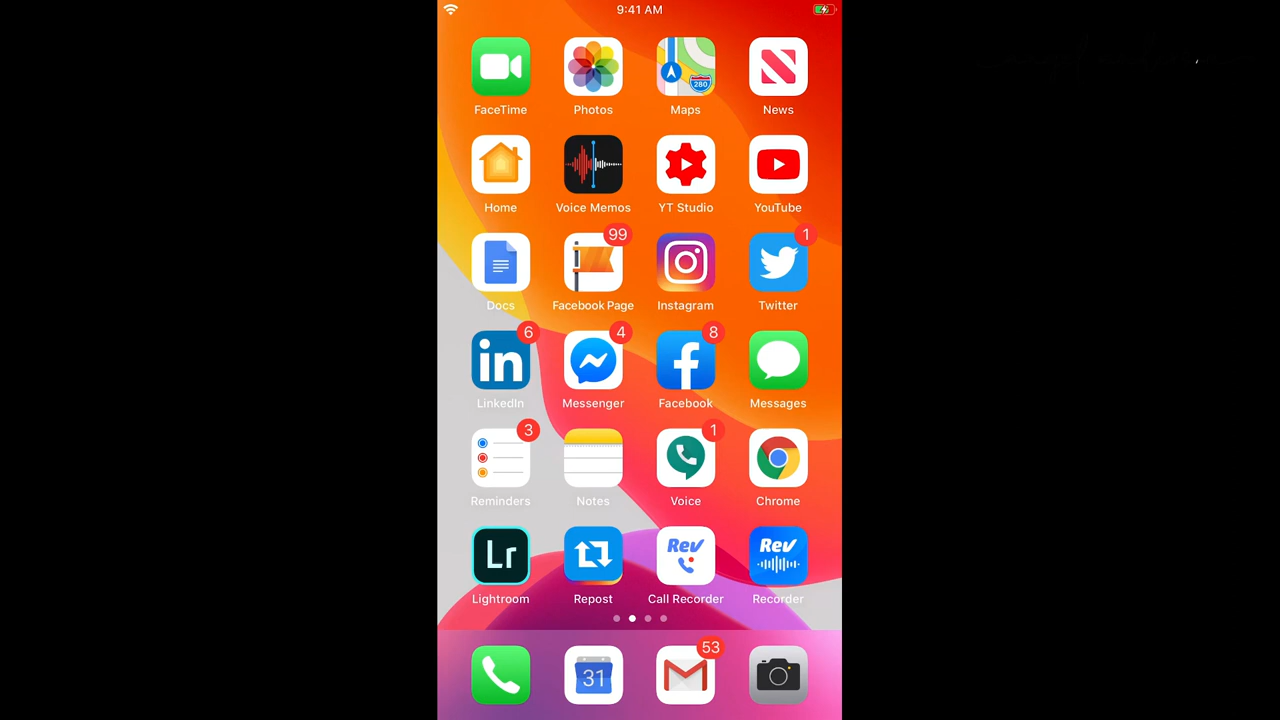 9:41 AM
280
FaceTime Photos Maps News
Home Voice Memos YT Studio YouTube
99 1
Docs Facebook Page Instagram Twitter
6 4 8
in
LinkedIn Messenger Facebook Messages
3 1
Reminders Notes Voice Chrome
Lr Rev Rev
Lightroom Repost Call Recorder Recorder
53
31